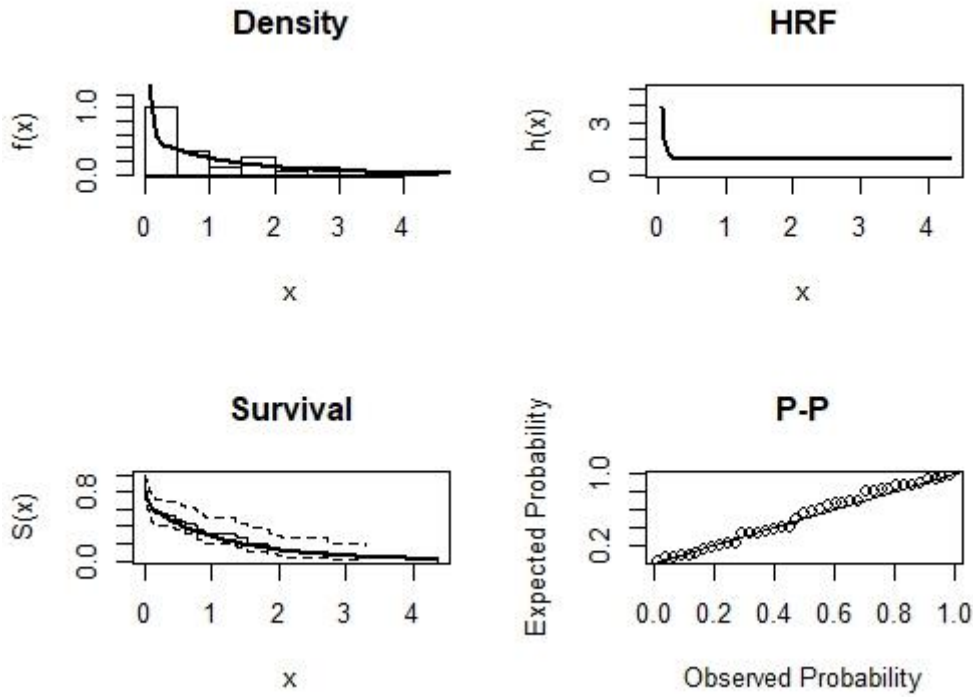 Density
f(x)
0.0 1.0
0 1 2 3 4
x
HRF
h(x)
0 3
0 1 2 3 4
x
Survival
S(x)
0.0 0.8
0 1 2 3 4
x
P-P
Expected Probability
0.2 1.0
0.0 0.2 0.4 0.6 0.8 1.0
Observed Probability